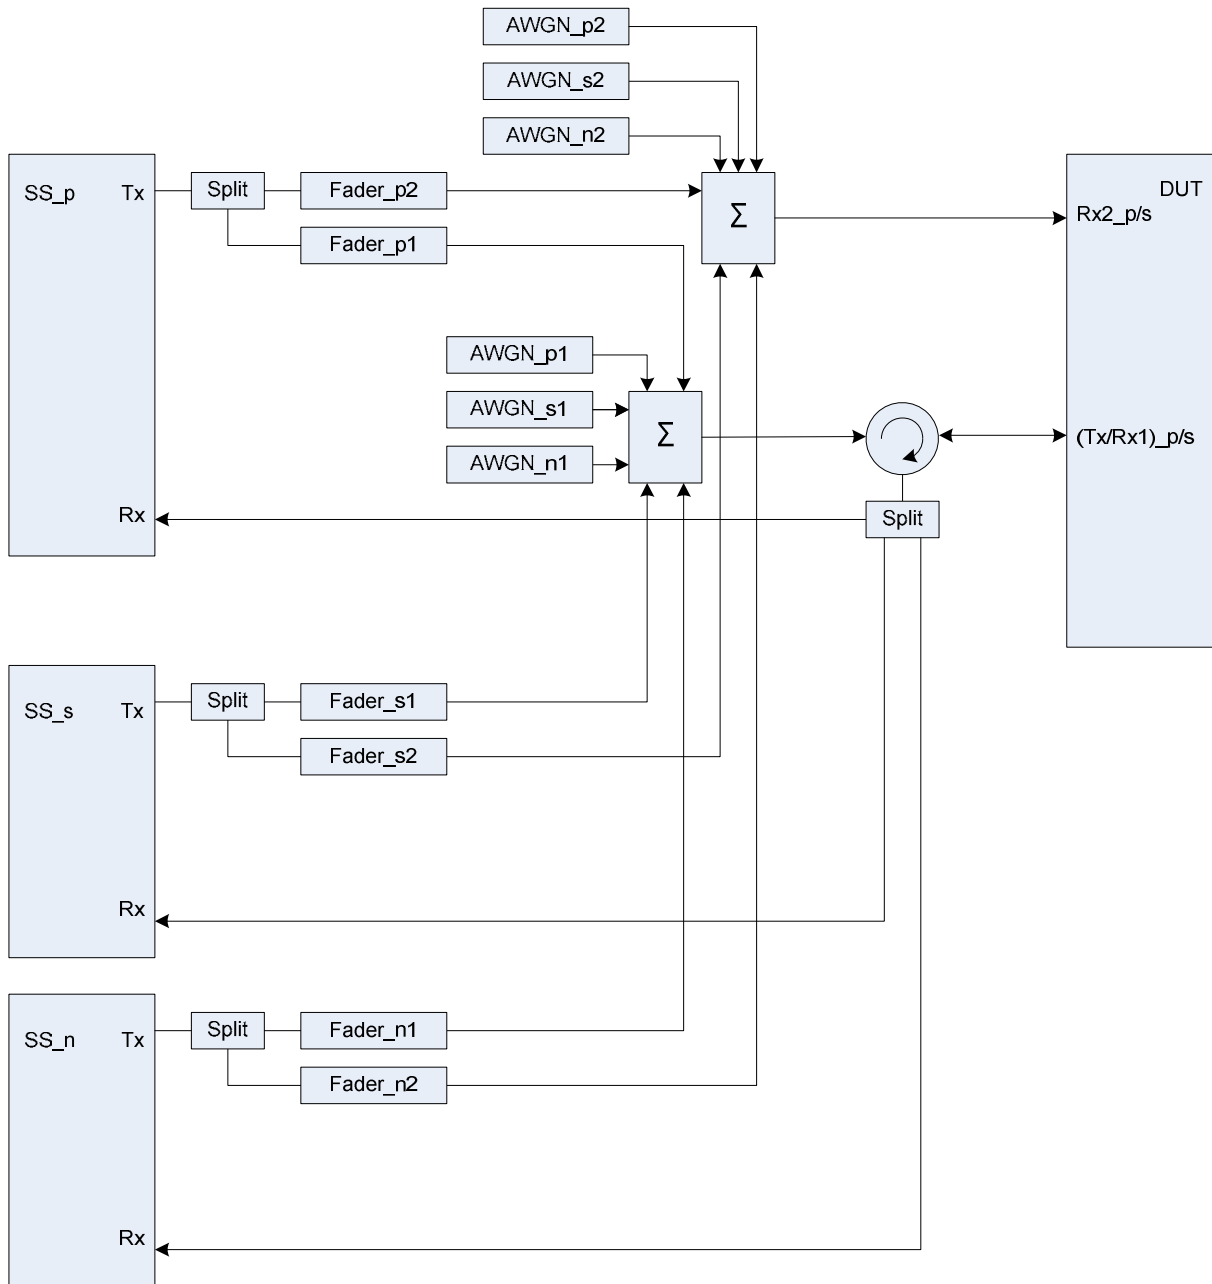 AWGN_p2
AWGN_s2
AWGN_n2
SS_p
Tx
Split
Fader_p2
Fader_p1
Σ
DUT
Rx2_p/s
AWGN_p1
AWGN_s1
AWGN_n1
Σ
(Tx/Rx1)_p/s
Rx
Split
SS_s
Tx
Split
Fader_s1
Fader_s2
Rx
SS_n
Tx
Split
Fader_n1
Fader_n2
Rx